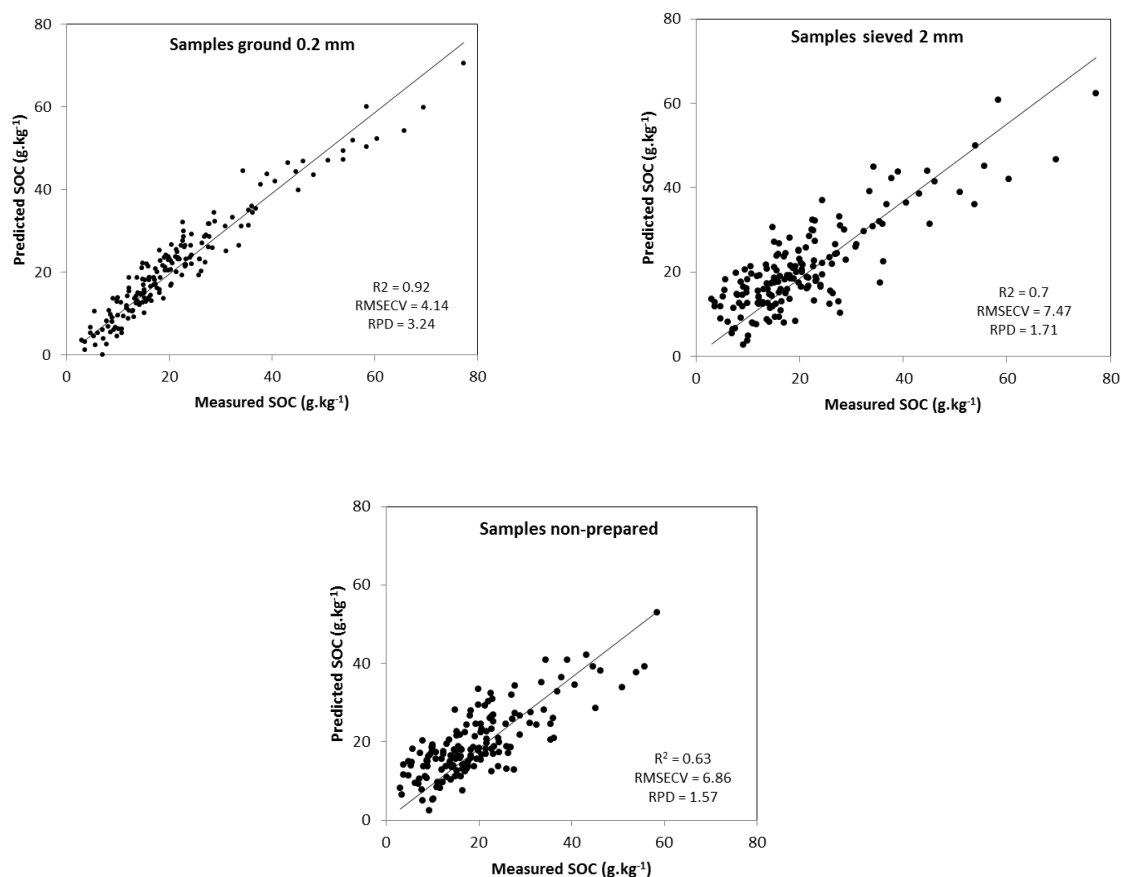 Samples ground 0.2 mm
80
60
40
20
0
Predicted SOC (g.kg⁻¹)
R2 = 0.92
RMSECV = 4.14
RPD = 3.24
0 20 40 60 80
Measured SOC (g.kg⁻¹)
Samples sieved 2 mm
80
60
40
20
0
Predicted SOC (g.kg⁻¹)
R2 = 0.7
RMSECV = 7.47
RPD = 1.71
0 20 40 60 80
Measured SOC (g.kg⁻¹)
Samples non-prepared
80
60
40
20
0
Predicted SOC (g.kg⁻¹)
R² = 0.63
RMSECV = 6.86
RPD = 1.57
0 20 40 60 80
Measured SOC (g.kg⁻¹)